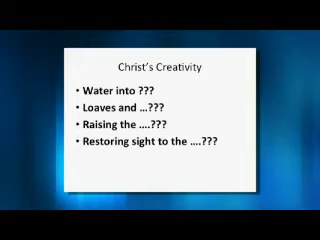 Christ's Creativity
• Water into ???
• Loaves and …???
• Raising the ….???
• Restoring sight to the ….???